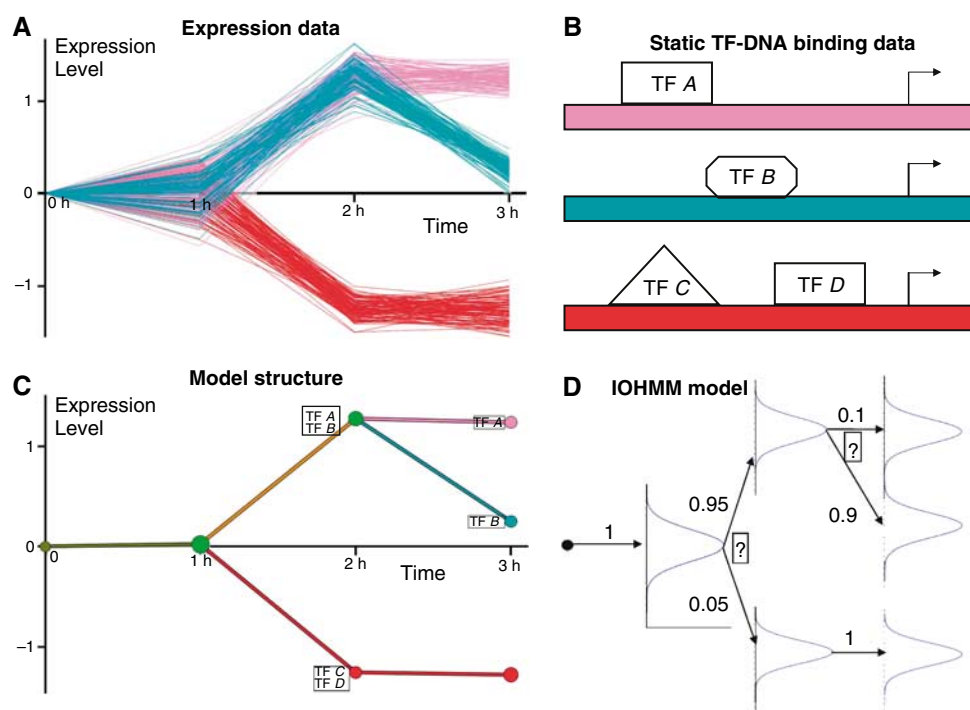 A
Expression data
Expression
Level
1
0
−1
0 h
1 h
2 h
3 h
Time
B
Static TF-DNA binding data
TF A
TF B
TF C
TF D
C
Model structure
Expression
Level
1
0
−1
0
1 h
2 h
3 h
Time
TF A
TF B
TF A
TF B
TF C
TF D
D
IOHMM model
1
0.95
?
0.05
0.1
?
0.9
1